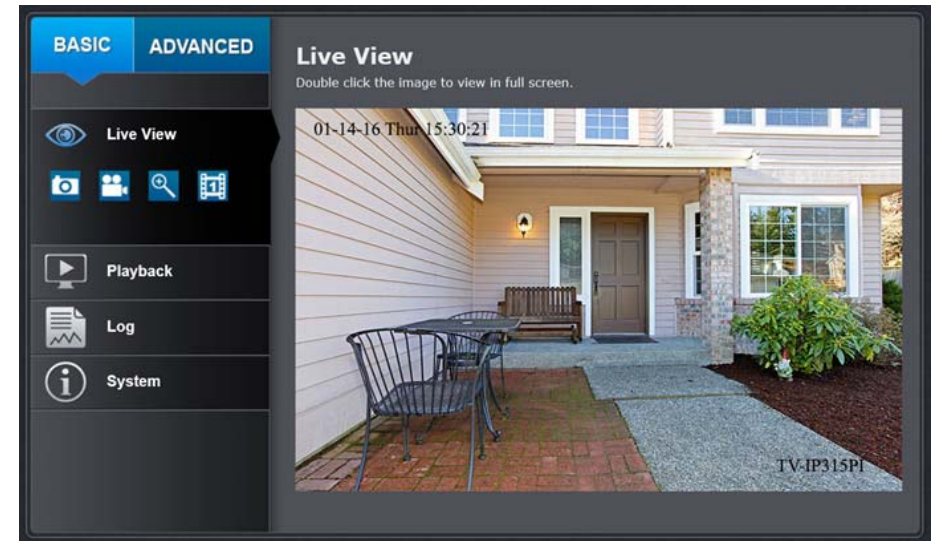 BASIC ADVANCED
Live View
Double click the image to view in full screen.
01-14-16 Thur 15:30:21
Live View
1
Playback
Log
System
TV-IP315PI